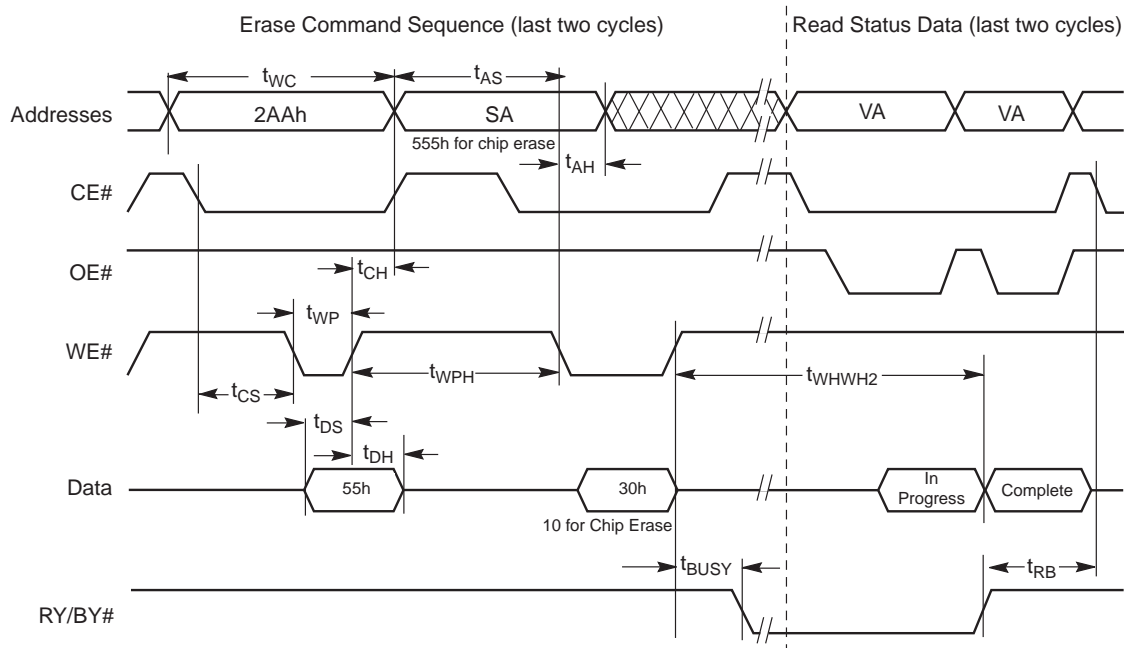 Erase Command Sequence (last two cycles)
Read Status Data (last two cycles)
tWC
tAS
Addresses
2AAh
SA
VA
VA
555h for chip erase
tAH
CE#
OE#
tCH
tWP
WE#
tWPH
tWHWH2
tCS
tDS
tDH
Data
55h
30h
In
Progress
Complete
10 for Chip Erase
tBUSY
tRB
RY/BY#